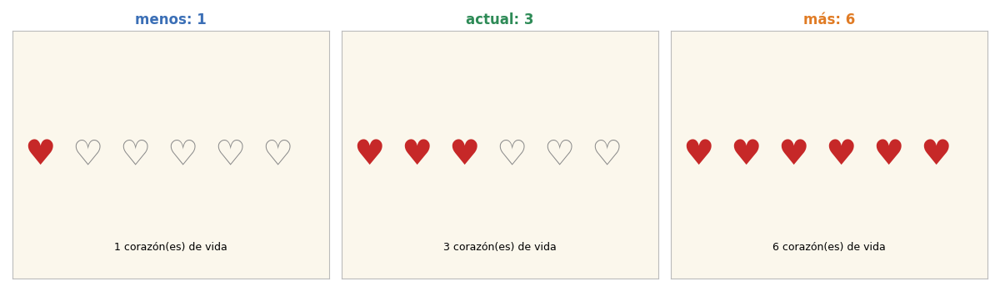 menos: 1
actual: 3
más: 6
1 corazón(es) de vida
3 corazón(es) de vida
6 corazón(es) de vida